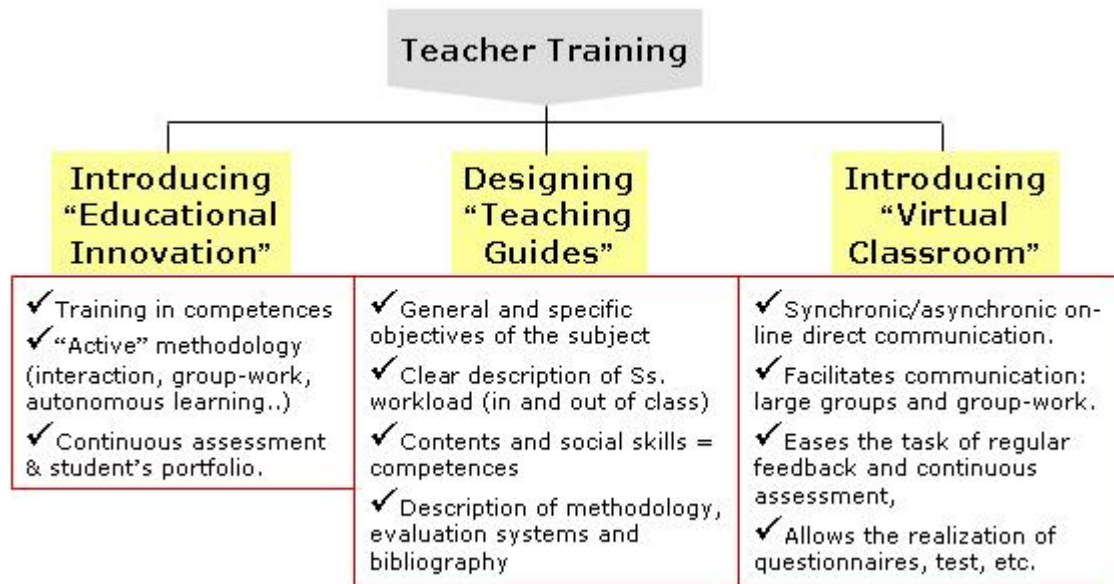 Teacher Training
Introducing
“Educational
Innovation”
✓Training in competences
✓“Active” methodology
(interaction, group-work,
autonomous learning..)
✓Continuous assessment
& student’s portfolio.
Designing
“Teaching
Guides”
✓General and specific
objectives of the subject
✓Clear description of Ss.
workload (in and out of class)
✓Contents and social skills =
competences
✓Description of methodology,
evaluation systems and
bibliography
Introducing
“Virtual
Classroom”
✓Synchronic/asynchronic on-
line direct communication.
✓Facilitates communication:
large groups and group-work.
✓Eases the task of regular
feedback and continuous
assessment,
✓Allows the realization of
questionnaires, test, etc.